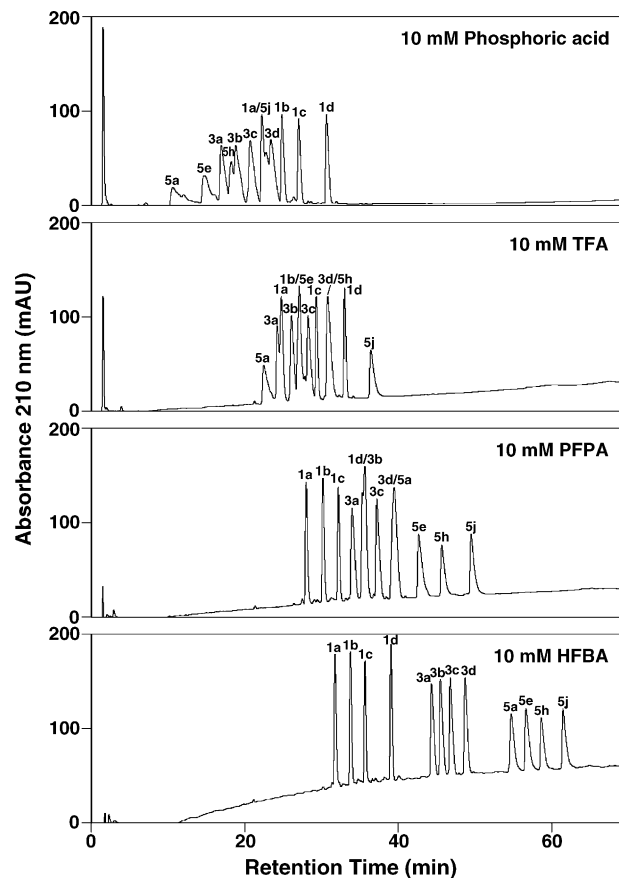 200
10 mM Phosphoric acid
1a/5j 1b
1d
1c
3b 3c
3a
3d
5h
5e
5a
100
0
200
10 mM TFA
1b/5e 3d/5h
1a 1c 1d
3a 3b 3c
5a
5j
100
0
200
10 mM PFPA
1d/3b
1a 1b 1c
3d/5a
3a 3c
5e 5h 5j
100
0
200
10 mM HFBA
1a 1b 1c 1d
3a 3b 3c 3d
5a 5e 5h 5j
100
0
0 20 40 60
Retention Time (min)
Absorbance 210 nm (mAU)